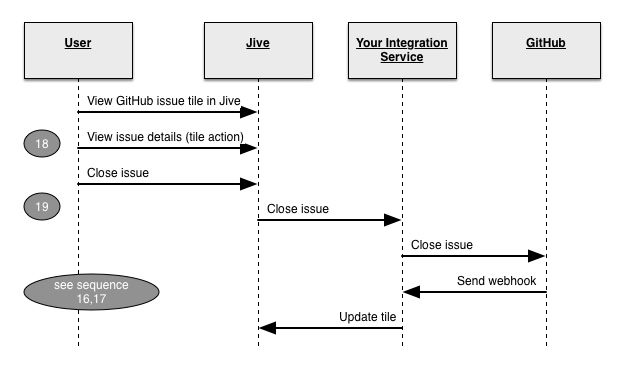 User
Jive
Your Integration
Service
GitHub
View GitHub issue tile in Jive
18
View issue details (tile action)
Close issue
19
Close issue
Close issue
see sequence
16,17
Send webhook
Update tile